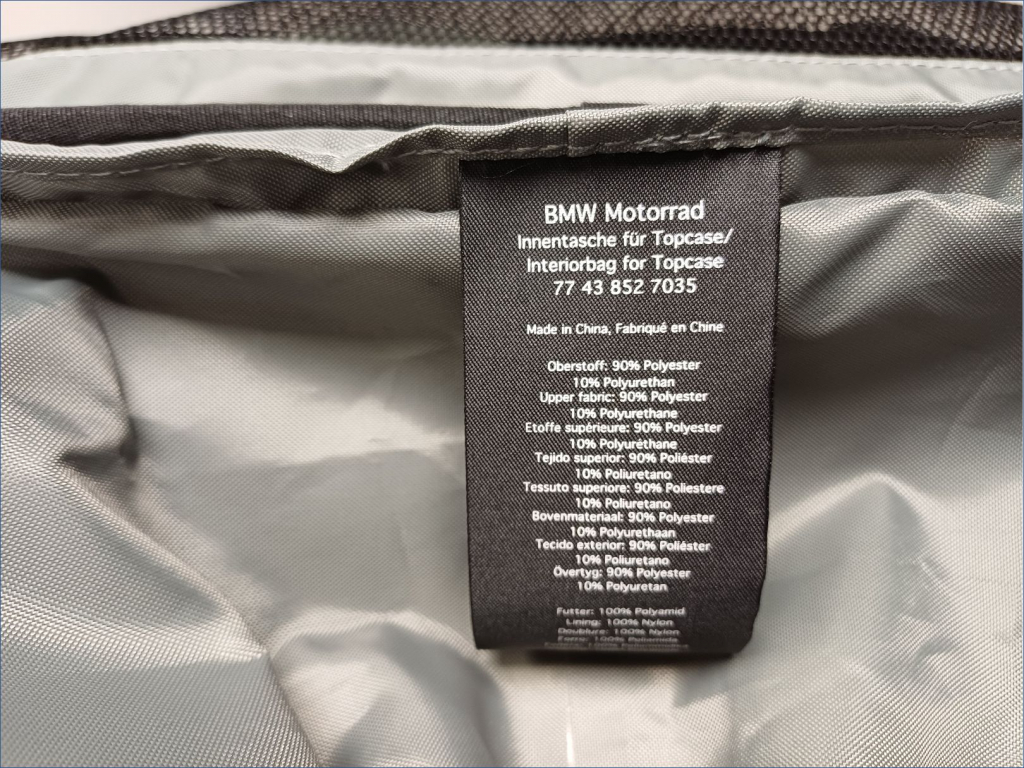 BMW Motorrad
Innentasche für Topcase/
Interiorbag for Topcase
77 43 852 7035
Made in China, Fabriqué en Chine
Oberstoff: 90% Polyester
10% Polyurethan
Upper fabric: 90% Polyester
10% Polyurethane
Etoffe supérieure: 90% Polyester
10% Polyuréthane
Tejido superior: 90% Poliéster
10% Poliuretano
Tessuto superiore: 90% Poliestere
10% Poliuretano
Bovenmateriaal: 90% Polyester
10% Polyurethaan
Tecido exterior: 90% Poliéster
10% Poliuretano
Övertyg: 90% Polyester
10% Polyuretan
Futter: 100% Polyamid
Lining: 100% Nylon
Doublure: 100% Nylon
Forro: 100% Poliamida